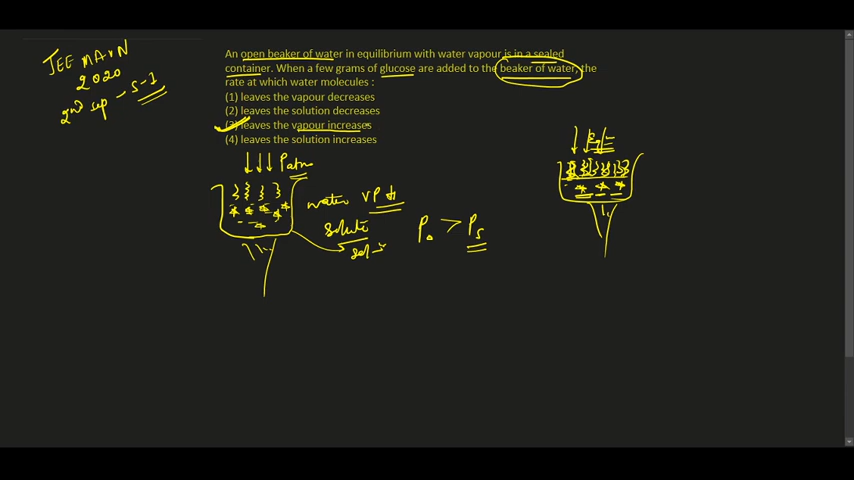 JEE MAIN
2020
2nd sep - S-I
An open beaker of water in equilibrium with water vapour is in a sealed
container. When a few grams of glucose are added to the beaker of water, the
rate at which water molecules :
(1) leaves the vapour decreases
(2) leaves the solution decreases
(3) leaves the vapour increases
(4) leaves the solution increases
Patm
water VP
solute
P. > Ps